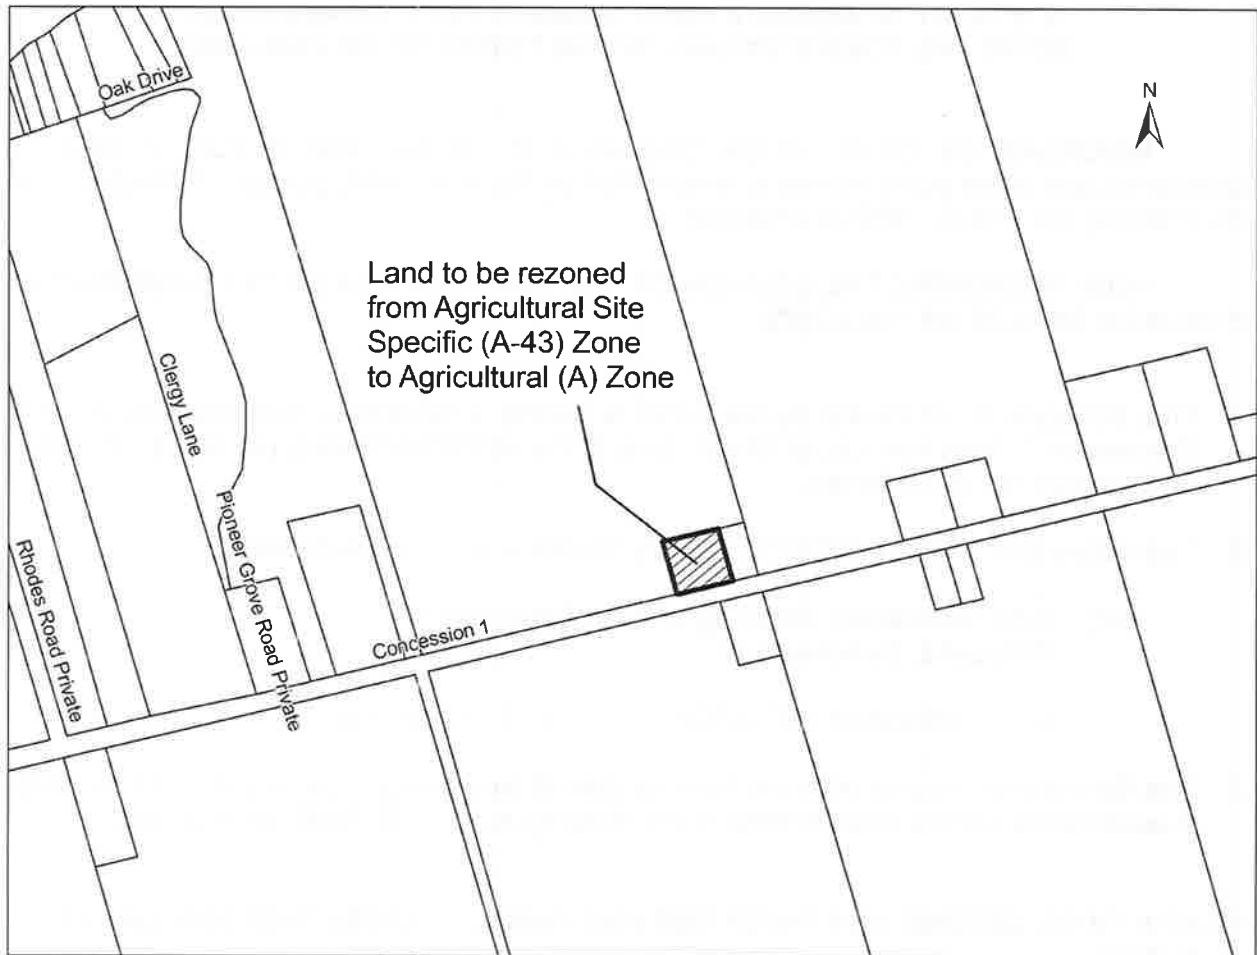 Oak Drive
N
Land to be rezoned
from Agricultural Site
Specific (A-43) Zone
to Agricultural (A) Zone
Clergy Lane
Pioneer Grove Road Private
Rhodes Road Private
Concession 1